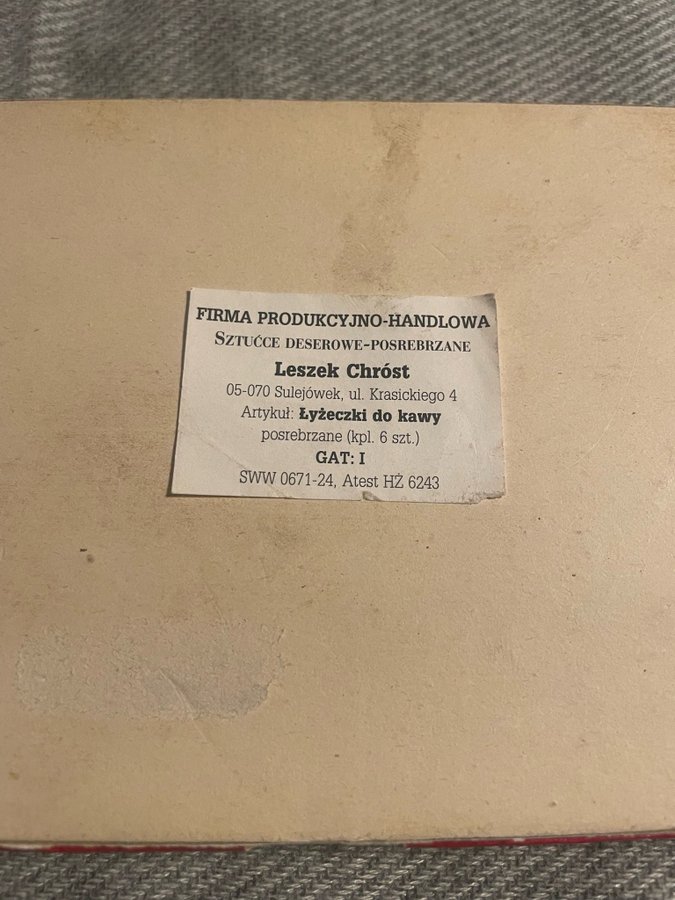 FIRMA PRODUKCYJNO-HANDLOWA
SZTUĆCE DESEROWE-POSREBRZANE
Leszek Chróst
05-070 Sulejówek, ul. Krasickiego 4
Artykuł: Łyżeczki do kawy
posrebrzane (kpl. 6 szt.)
GAT: I
SWW 0671-24, Atest HŻ 6243